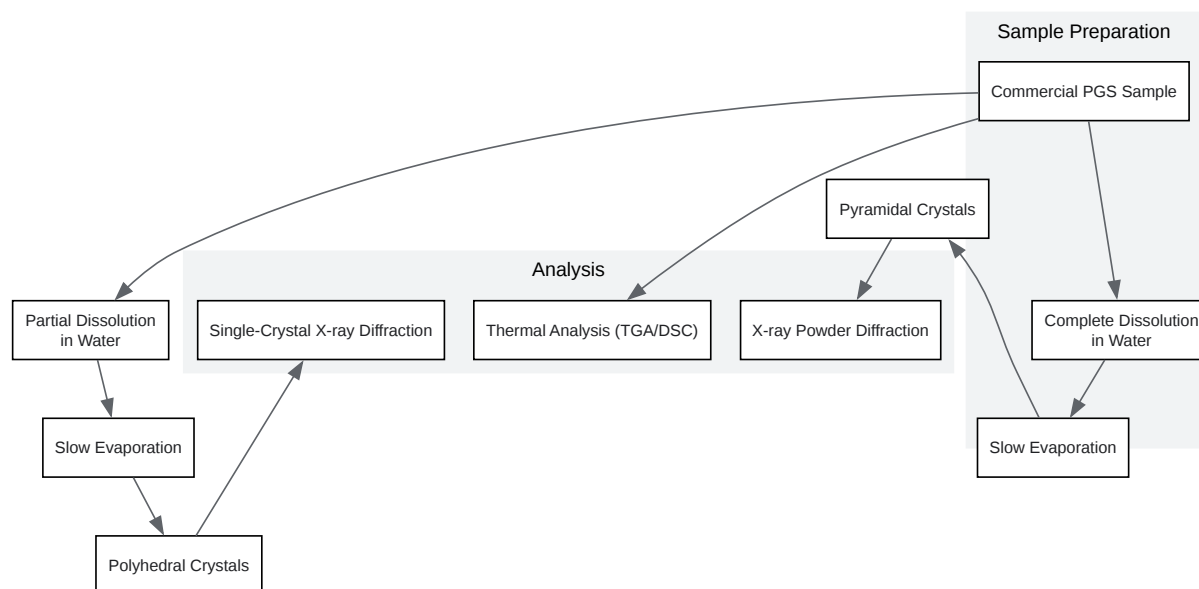 Sample Preparation
Commercial PGS Sample
Pyramidal Crystals
Analysis
Partial Dissolution
in Water
Single-Crystal X-ray Diffraction
Thermal Analysis (TGA/DSC)
X-ray Powder Diffraction
Complete Dissolution
in Water
Slow Evaporation
Slow Evaporation
Polyhedral Crystals